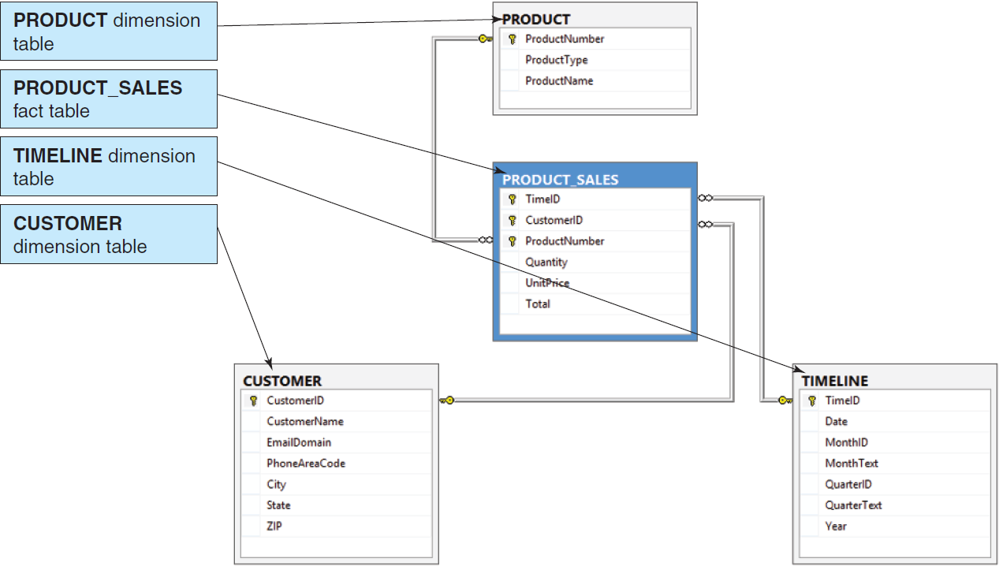 PRODUCT dimension
table
PRODUCT_SALES
fact table
TIMELINE dimension
table
CUSTOMER
dimension table
PRODUCT
ProductNumber
ProductType
ProductName
PRODUCT_SALES
TimeID
CustomerID
ProductNumber
Quantity
UnitPrice
Total
CUSTOMER
CustomerID
CustomerName
EmailDomain
PhoneAreaCode
City
State
ZIP
TIMELINE
TimeID
Date
MonthID
MonthText
QuarterID
QuarterText
Year